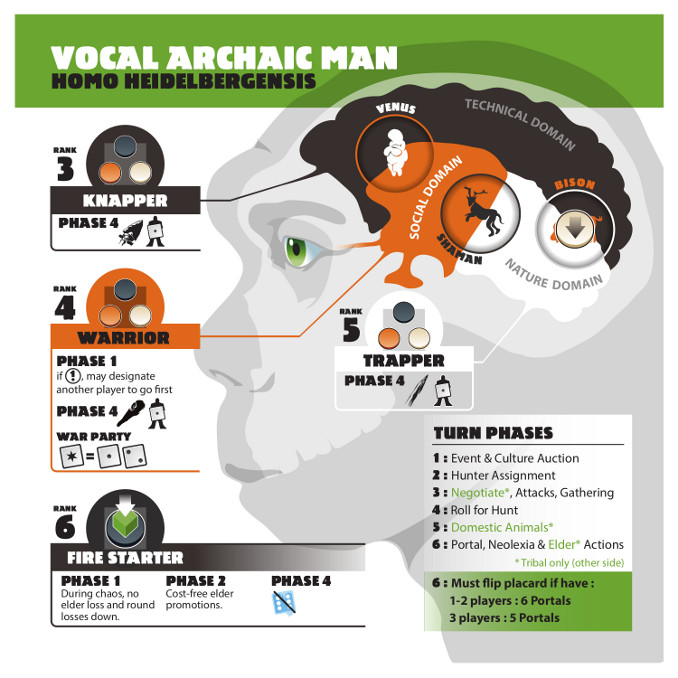 VOCAL ARCHAIC MAN
HOMO HEIDELBERGENSIS
VENUS
TECHNICAL DOMAIN
SOCIAL DOMAIN
SHAMAN
BISON
NATURE DOMAIN
RANK
3
KNAPPER
PHASE 4
RANK
4
WARRIOR
PHASE 1
if !, may designate
another player to go first
PHASE 4
WAR PARTY
=
RANK
5
TRAPPER
PHASE 4
RANK
6
FIRE STARTER
PHASE 1
During chaos, no
elder loss and round
losses down.
PHASE 2
Cost-free elder
promotions.
PHASE 4
TURN PHASES
1 : Event & Culture Auction
2 : Hunter Assignment
3 : Negotiate*, Attacks, Gathering
4 : Roll for Hunt
5 : Domestic Animals*
6 : Portal, Neolexia & Elder* Actions
* Tribal only (other side)
6 : Must flip placard if have :
1-2 players : 6 Portals
3 players : 5 Portals